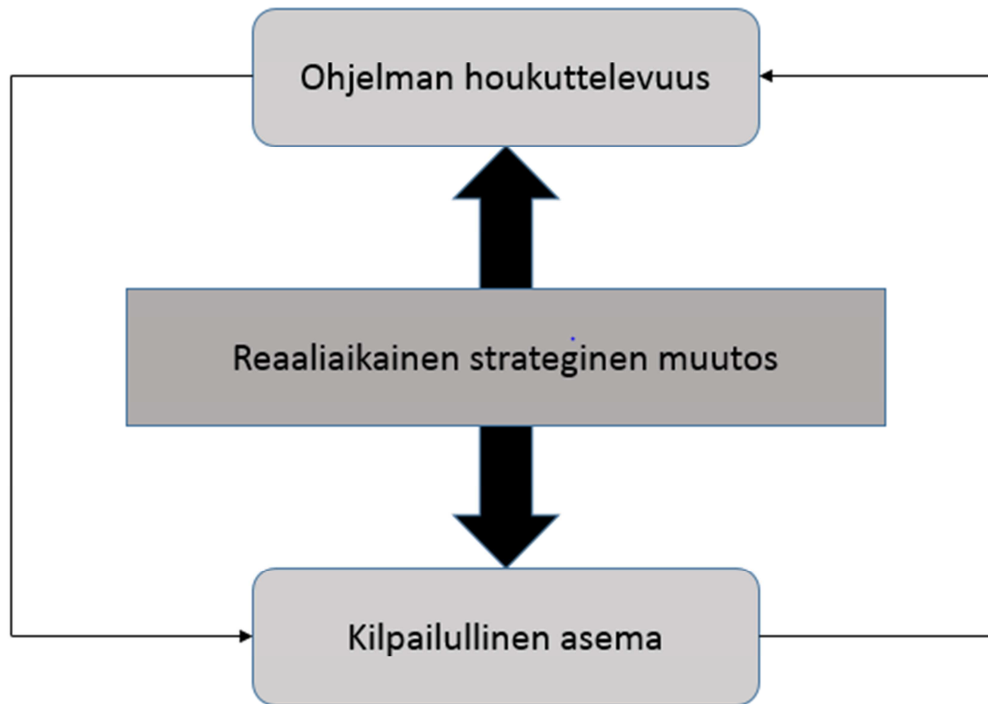 Ohjelman houkuttelevuus
Reaaliaikainen strateginen muutos
Kilpailullinen asema